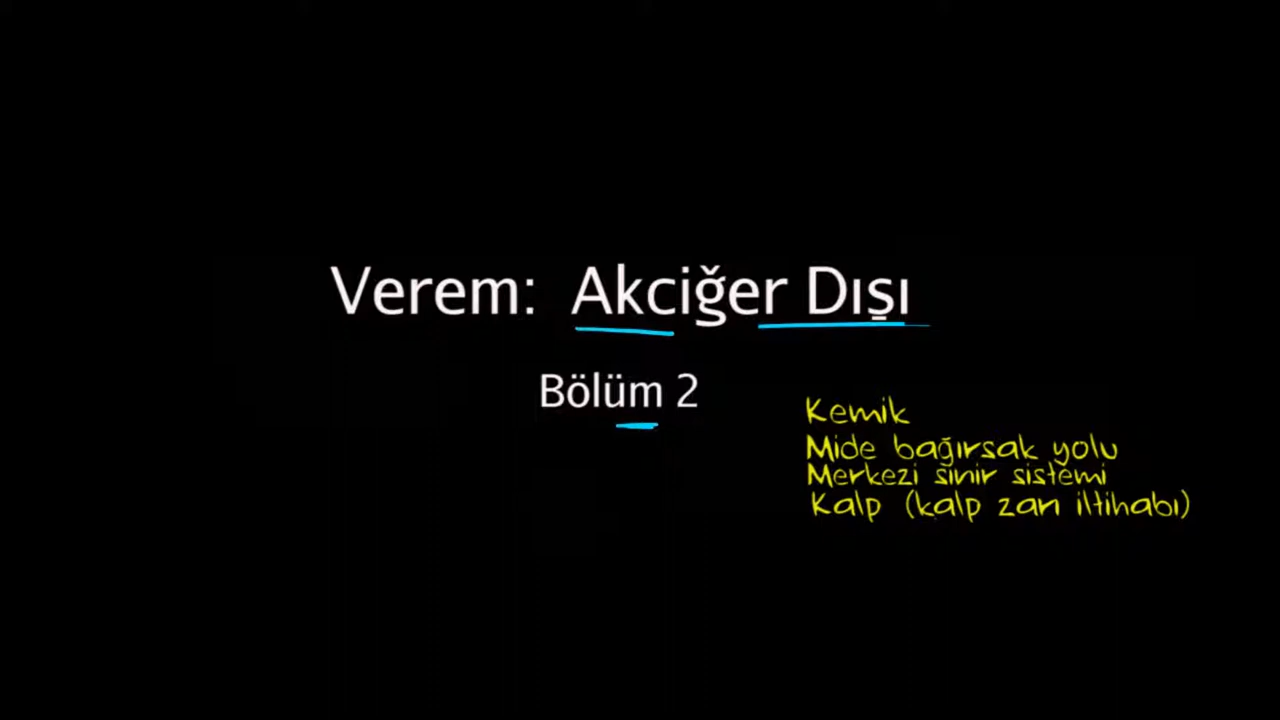 Verem: Akciğer Dışı
Bölüm 2
Kemik
Mide bağırsak yolu
Merkezi sinir sistemi
Kalp (kalp zarı iltihabı)